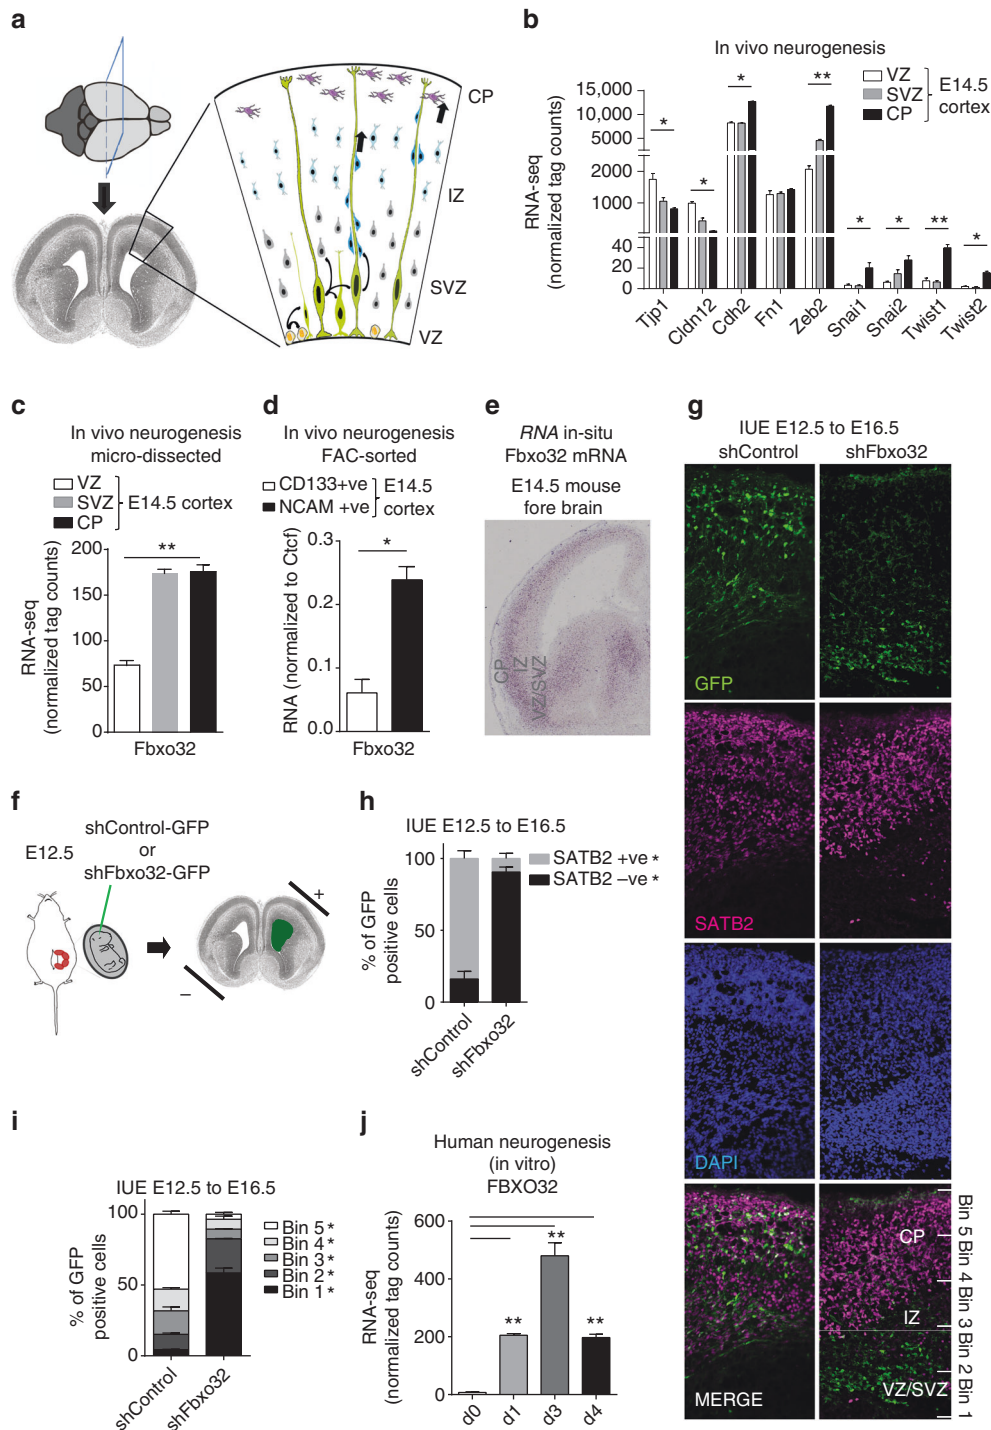 a
CP
IZ
SVZ
VZ
b
In vivo neurogenesis
VZ
SVZ
CP
E14.5
cortex
RNA-seq
(normalized tag counts)
15,000
10,000
5000
2000
1000
40
20
0
*
*
*
**
*
*
**
*
Tjp1
Cldn12
Cdh2
Fn1
Zeb2
Snai1
Snai2
Twist1
Twist2
c
In vivo neurogenesis
micro-dissected
VZ
SVZ
CP
E14.5 cortex
RNA-seq
(normalized tag counts)
200
150
100
50
0
**
Fbxo32
d
In vivo neurogenesis
FAC-sorted
CD133+ve
NCAM +ve
E14.5
cortex
RNA (normalized to Ctcf)
0.3
0.2
0.1
0.0
*
Fbxo32
e
RNA in-situ
Fbxo32 mRNA
E14.5 mouse
fore brain
CP
IZ
VZ/SVZ
f
E12.5
shControl-GFP
or
shFbxo32-GFP
+
–
g
IUE E12.5 to E16.5
shControl
shFbxo32
GFP
SATB2
DAPI
MERGE
CP
IZ
VZ/SVZ
Bin 5 Bin 4 Bin 3 Bin 2 Bin 1
h
IUE E12.5 to E16.5
% of GFP
positive cells
100
50
0
SATB2 +ve *
SATB2 –ve *
shControl
shFbxo32
i
IUE E12.5 to E16.5
% of GFP
positive cells
100
50
0
Bin 5 *
Bin 4 *
Bin 3 *
Bin 2 *
Bin 1 *
shControl
shFbxo32
j
Human neurogenesis
(in vitro)
FBXO32
RNA-seq
(normalized tag counts)
600
400
200
0
**
**
**
d0
d1
d3
d4